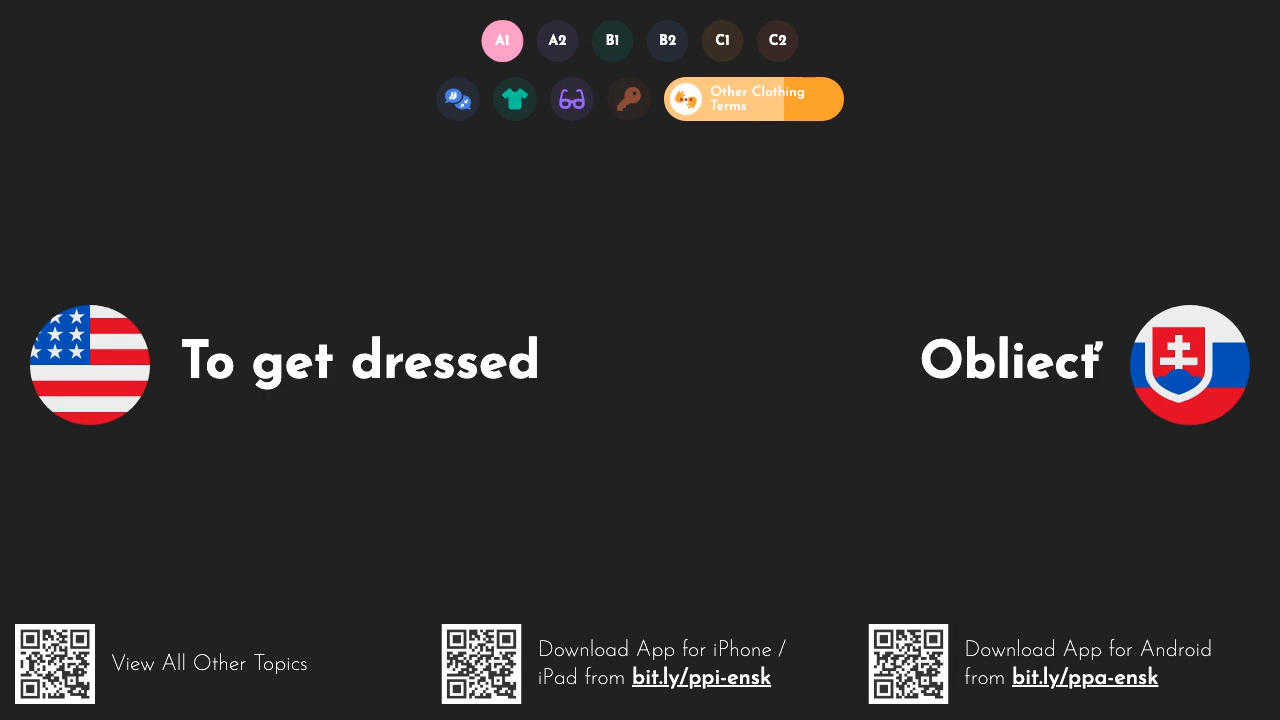 A1 A2 B1 B2 C1 C2
Other Clothing
Terms
To get dressed
Obliecť
View All Other Topics
Download App for iPhone /
iPad from bit.ly/ppi-ensk
Download App for Android
from bit.ly/ppa-ensk